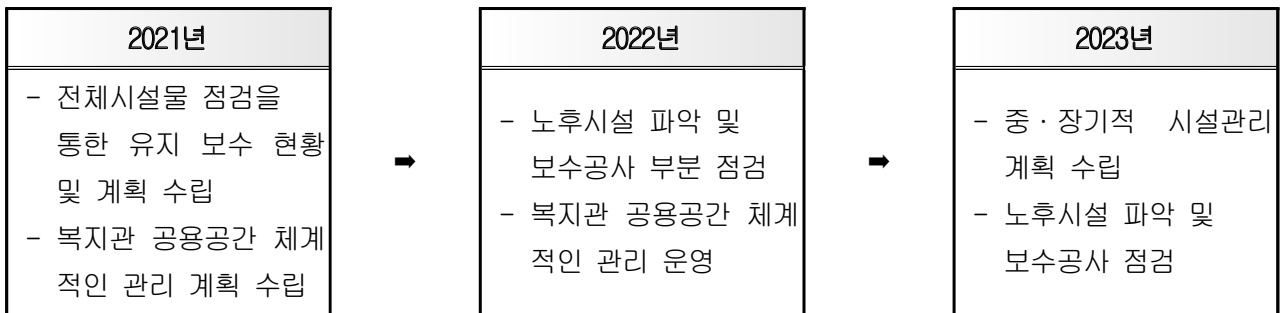 2021년
- 전체시설물 점검을
통한 유지 보수 현황
및 계획 수립
- 복지관 공용공간 체계
적인 관리 계획 수립
➡
2022년
- 노후시설 파악 및
보수공사 부분 점검
- 복지관 공용공간 체계
적인 관리 운영
➡
2023년
- 중·장기적 시설관리
계획 수립
- 노후시설 파악 및
보수공사 점검